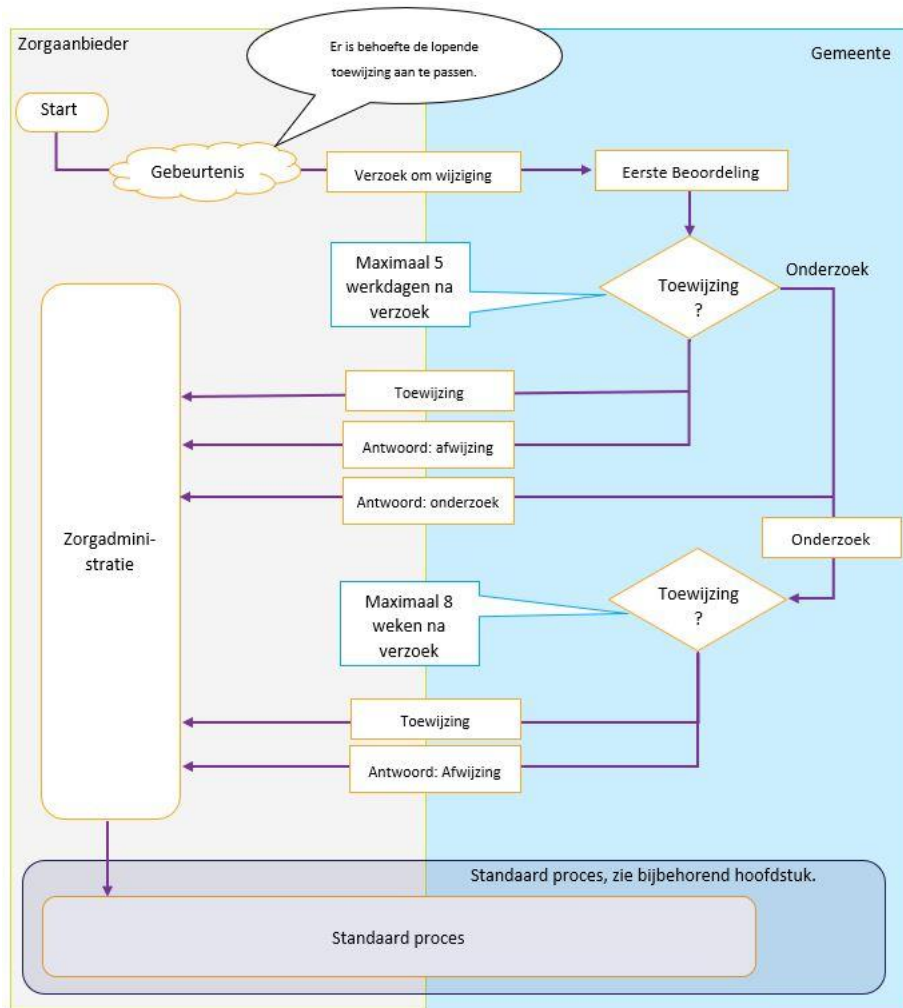 Zorgaanbieder
Er is behoefte de lopende
toewijzing aan te passen.
Gemeente
Start
Gebeurtenis
Verzoek om wijziging
Eerste Beoordeling
Maximaal 5
werkdagen na
verzoek
Toewijzing
?
Onderzoek
Toewijzing
Antwoord: afwijzing
Antwoord: onderzoek
Zorgadmini-
stratie
Onderzoek
Maximaal 8
weken na
verzoek
Toewijzing
?
Toewijzing
Antwoord: Afwijzing
Standaard proces, zie bijbehorend hoofdstuk.
Standaard proces